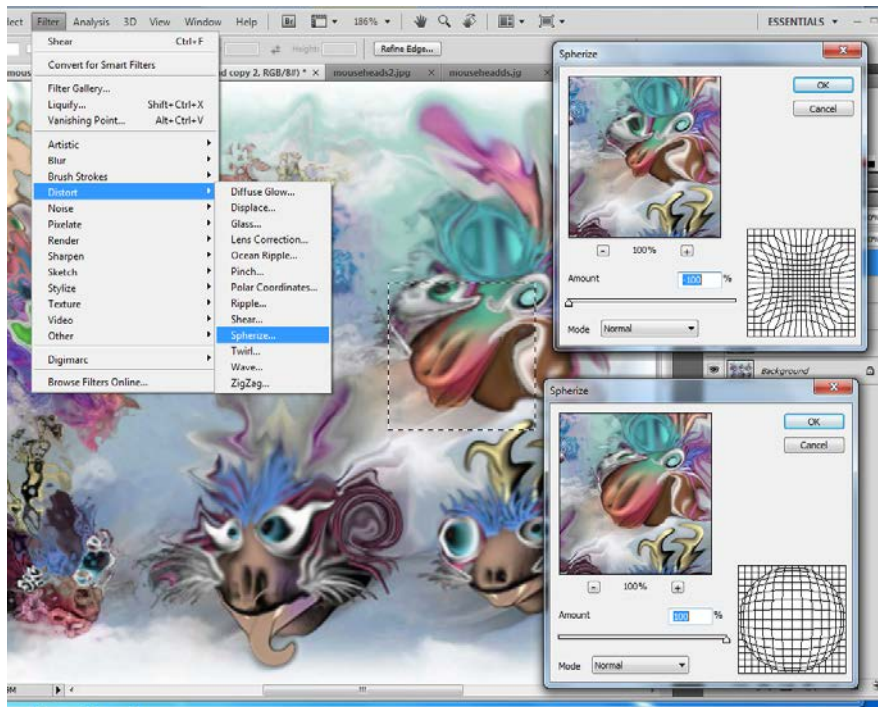 lect Filter Analysis 3D View Window Help Br 186% ESSENTIALS
Height: Refine Edge...
mous d copy 2, RGB/8#) * × mouseheads2.jpg × mouseheadds.jg ×
Shear Ctrl+F
Convert for Smart Filters
Filter Gallery...
Liquify... Shift+Ctrl+X
Vanishing Point... Alt+Ctrl+V
Artistic
Blur
Brush Strokes
Distort
Noise
Pixelate
Render
Sharpen
Sketch
Stylize
Texture
Video
Other
Digimarc
Browse Filters Online...
Diffuse Glow...
Displace...
Glass...
Lens Correction...
Ocean Ripple...
Pinch...
Polar Coordinates...
Ripple...
Shear...
Spherize...
Twirl...
Wave...
ZigZag...
Spherize
OK
Cancel
- 100% +
Amount -100 %
Mode Normal
Background
Spherize
OK
Cancel
- 100% +
Amount 100 %
Mode Normal